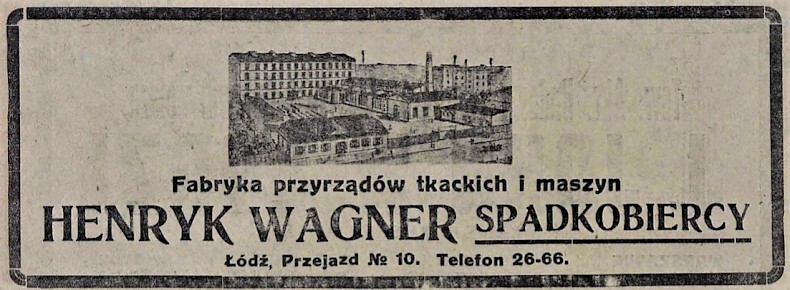 Fabryka przyrządów tkackich i maszyn
HENRYK WAGNER SPADKOBIERCY
Łódź, Przejazd № 10. Telefon 26-66.